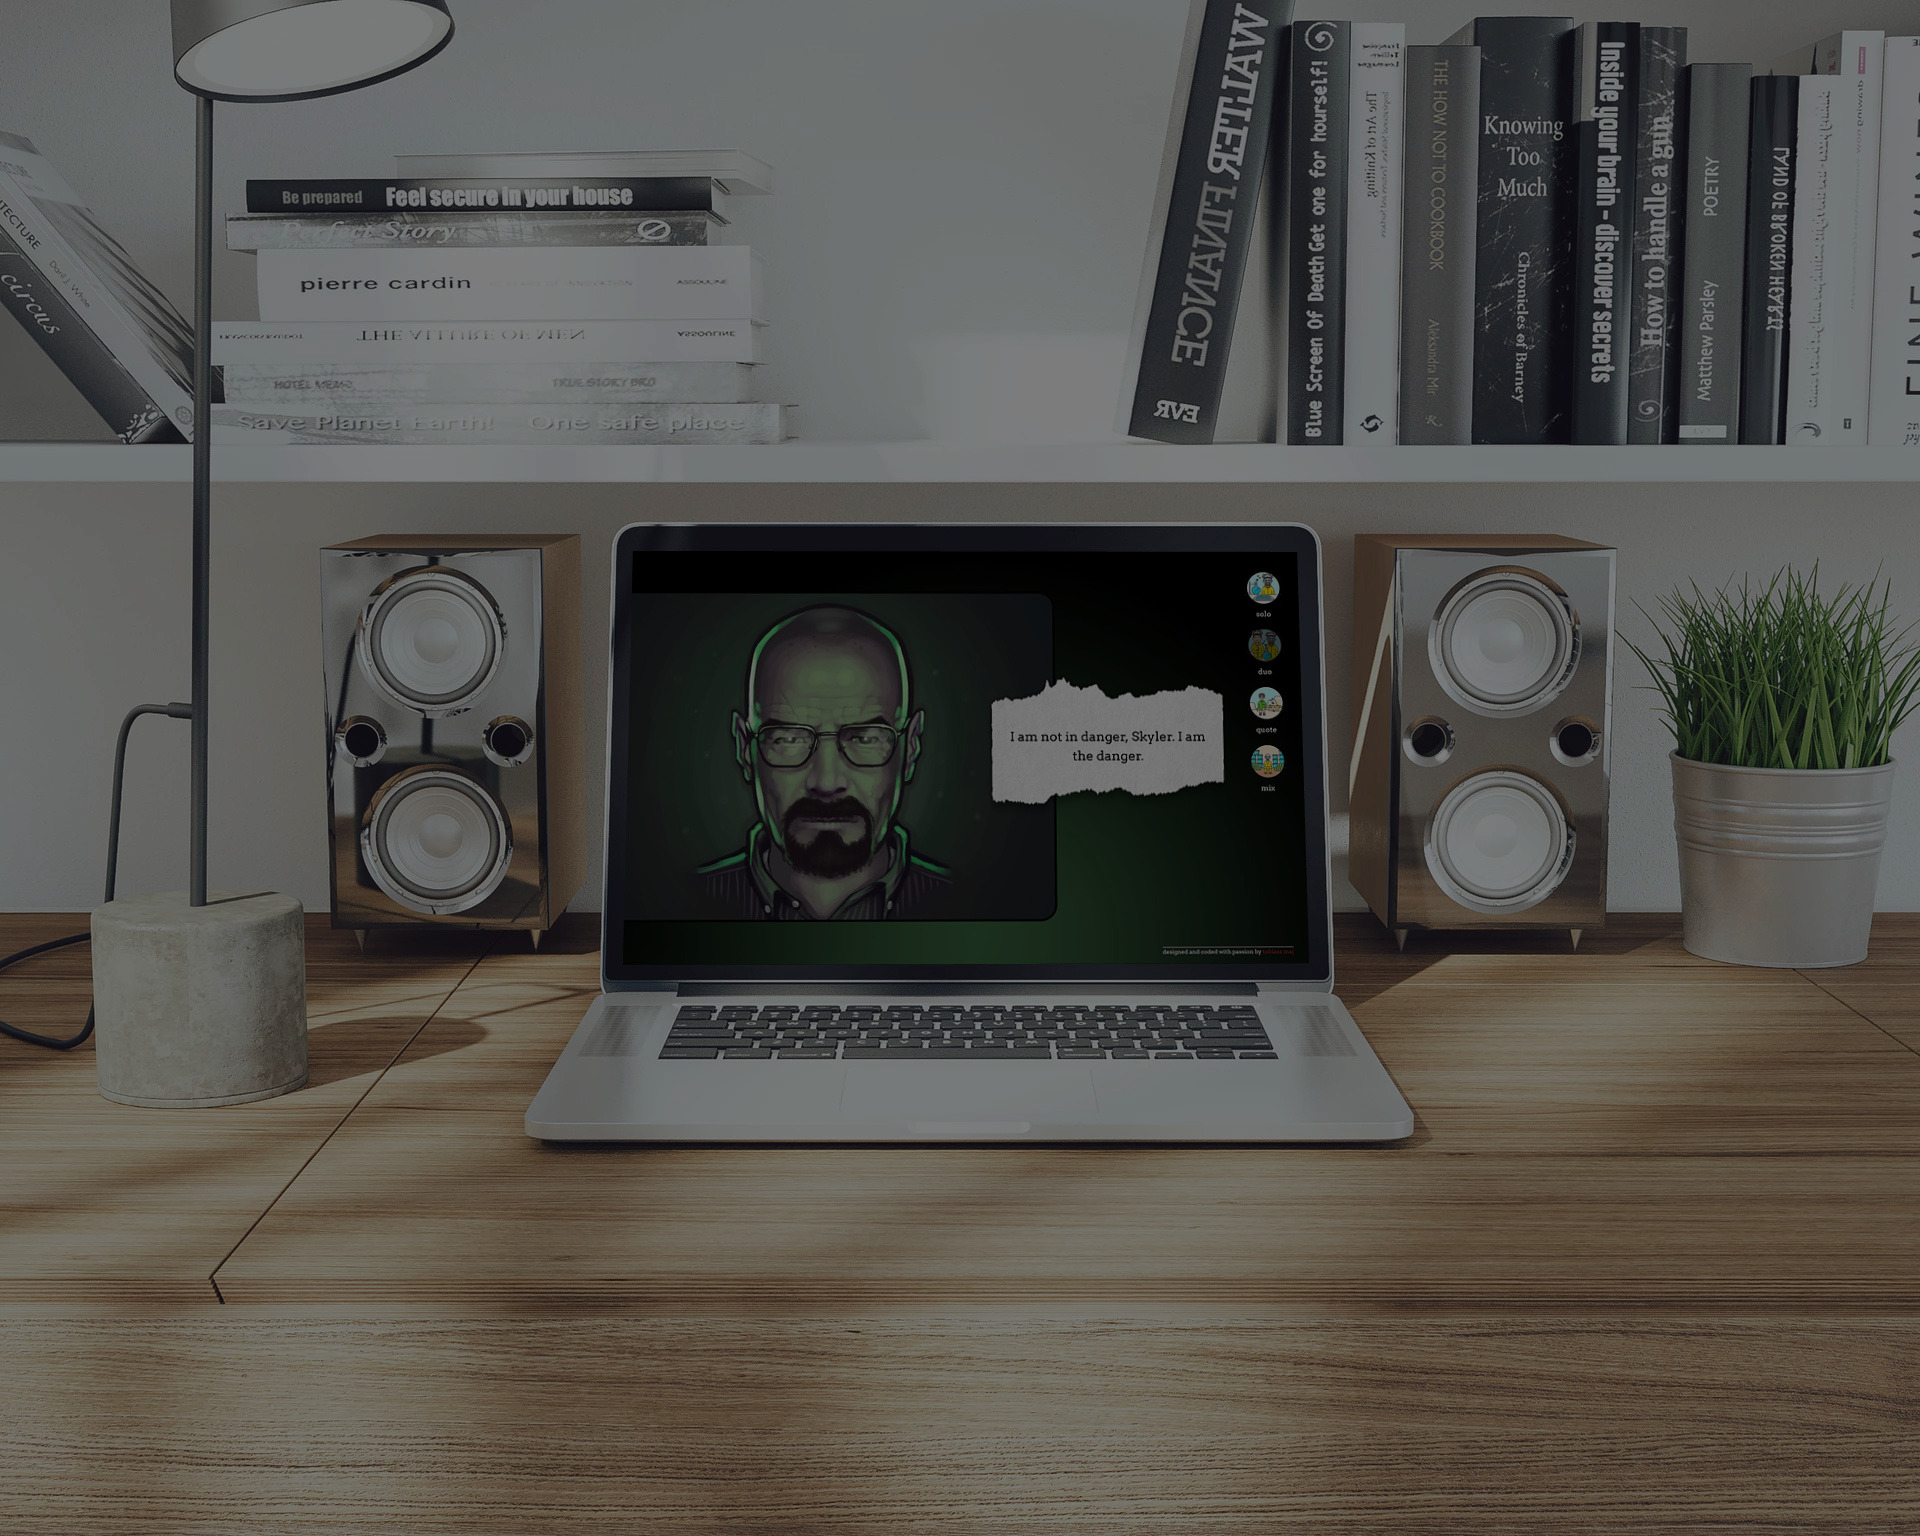 WALTER FINANCE
EVR
Blue Screen Of Death Get one for hourself!
The Art of Knitting
THE HOW NOT TO COOKBOOK
Aleksandra Mir
Knowing
Too
Much
Chronicles of Barney
Inside your brain - discover secrets
How to handle a gun
POETRY
Matthew Parsley
LAND OF BROKEN HEARTS
Be prepared Feel secure in your house
Perfect Story
pierre cardin
ASSOULINE
THE ALLURE OF MEN
ASSOULINE
HOTEL MEMO
TRUE STORY BRO
Save Planet Earth! One safe place
circus
solo
duo
quote
mix
I am not in danger, Skyler. I am
the danger.
designed and coded with passion by